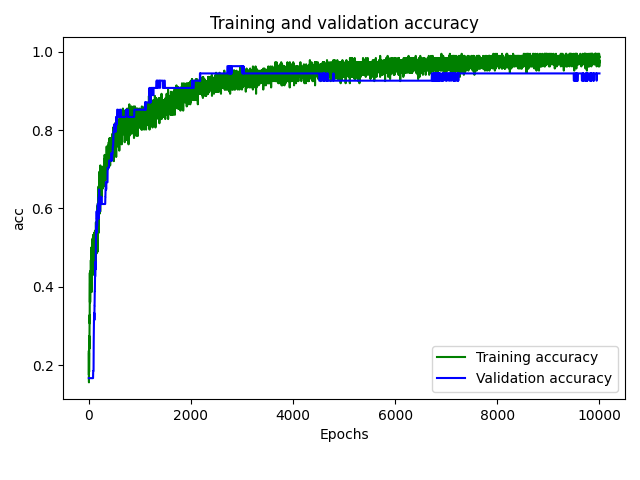 Training and validation accuracy
acc
1.0
0.8
0.6
0.4
0.2
0 2000 4000 6000 8000 10000
Epochs
Training accuracy
Validation accuracy